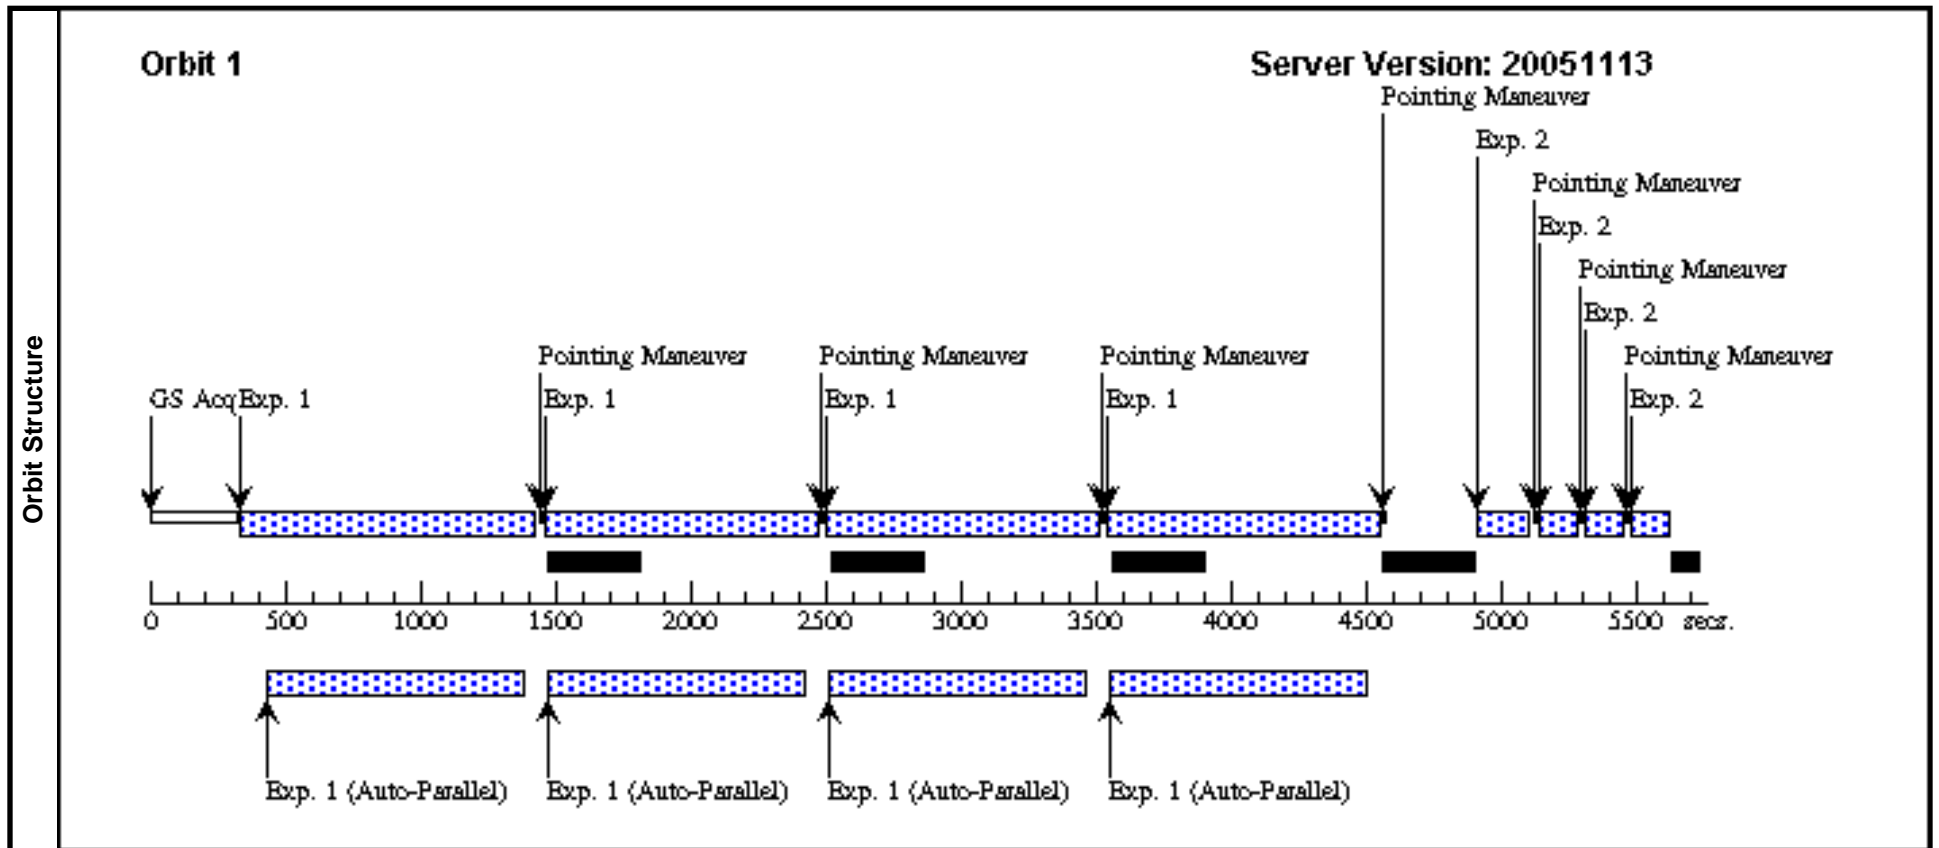 Orbit Structure
Orbit 1
Server Version: 20051113
Pointing Maneuver
Exp. 2
Pointing Maneuver
Exp. 2
Pointing Maneuver
Exp. 2
Pointing Maneuver
Pointing Maneuver
Pointing Maneuver
Pointing Maneuver
GS Acq
Exp. 1
Exp. 1
Exp. 1
Exp. 1
Exp. 2
0 500 1000 1500 2000 2500 3000 3500 4000 4500 5000 5500 secs.
Exp. 1 (Auto-Parallel)
Exp. 1 (Auto-Parallel)
Exp. 1 (Auto-Parallel)
Exp. 1 (Auto-Parallel)